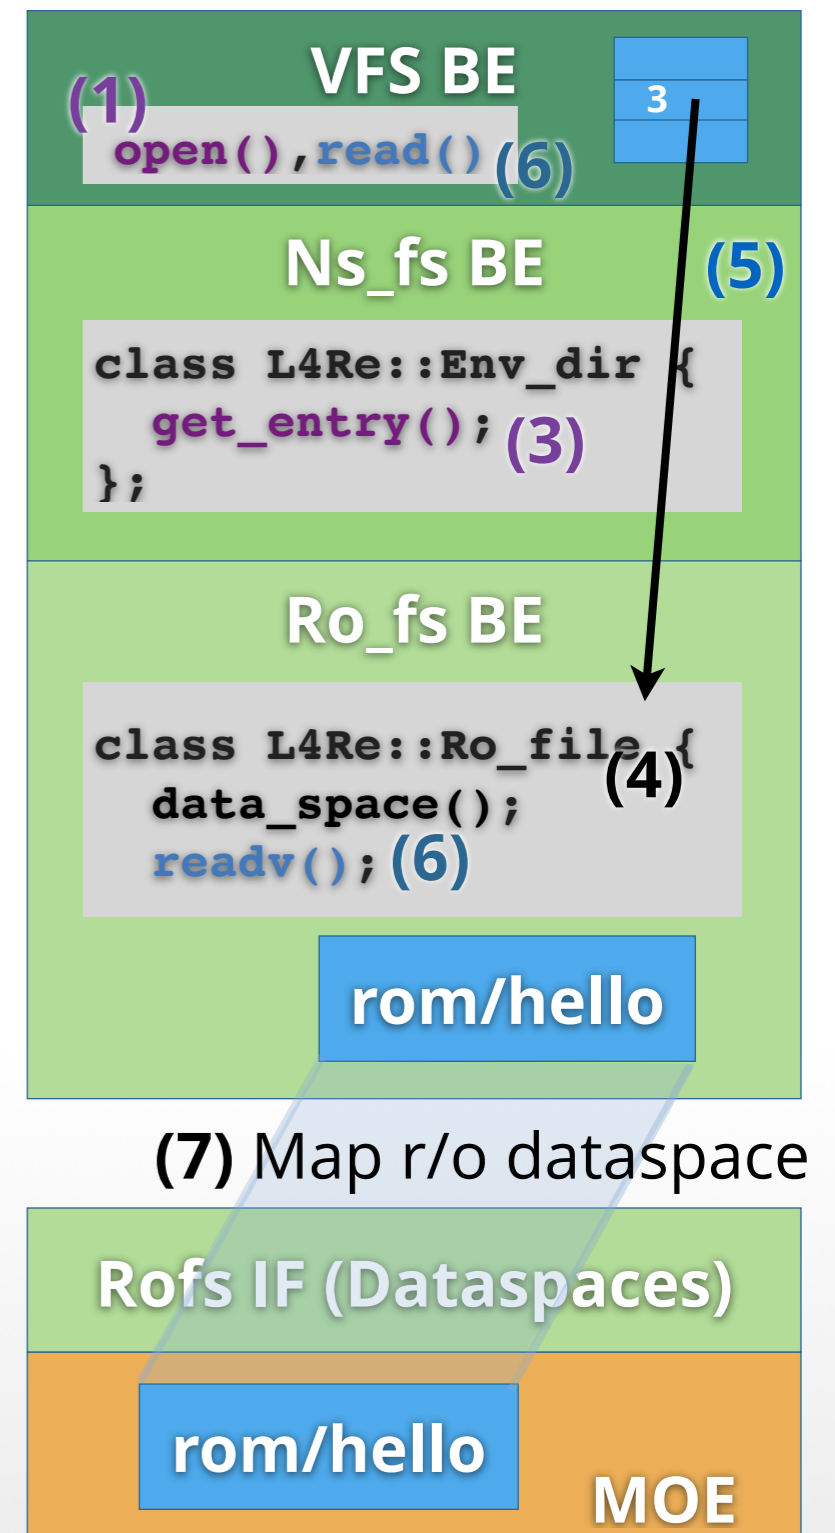 VFS BE
3
(1)
open(),read() (6)
Ns_fs BE
(5)
class L4Re::Env_dir {
get_entry(); (3)
};
Ro_fs BE
class L4Re::Ro_file {
(4)
data_space();
readv(); (6)
rom/hello
(7) Map r/o dataspace
Rofs IF (Dataspaces)
rom/hello
MOE